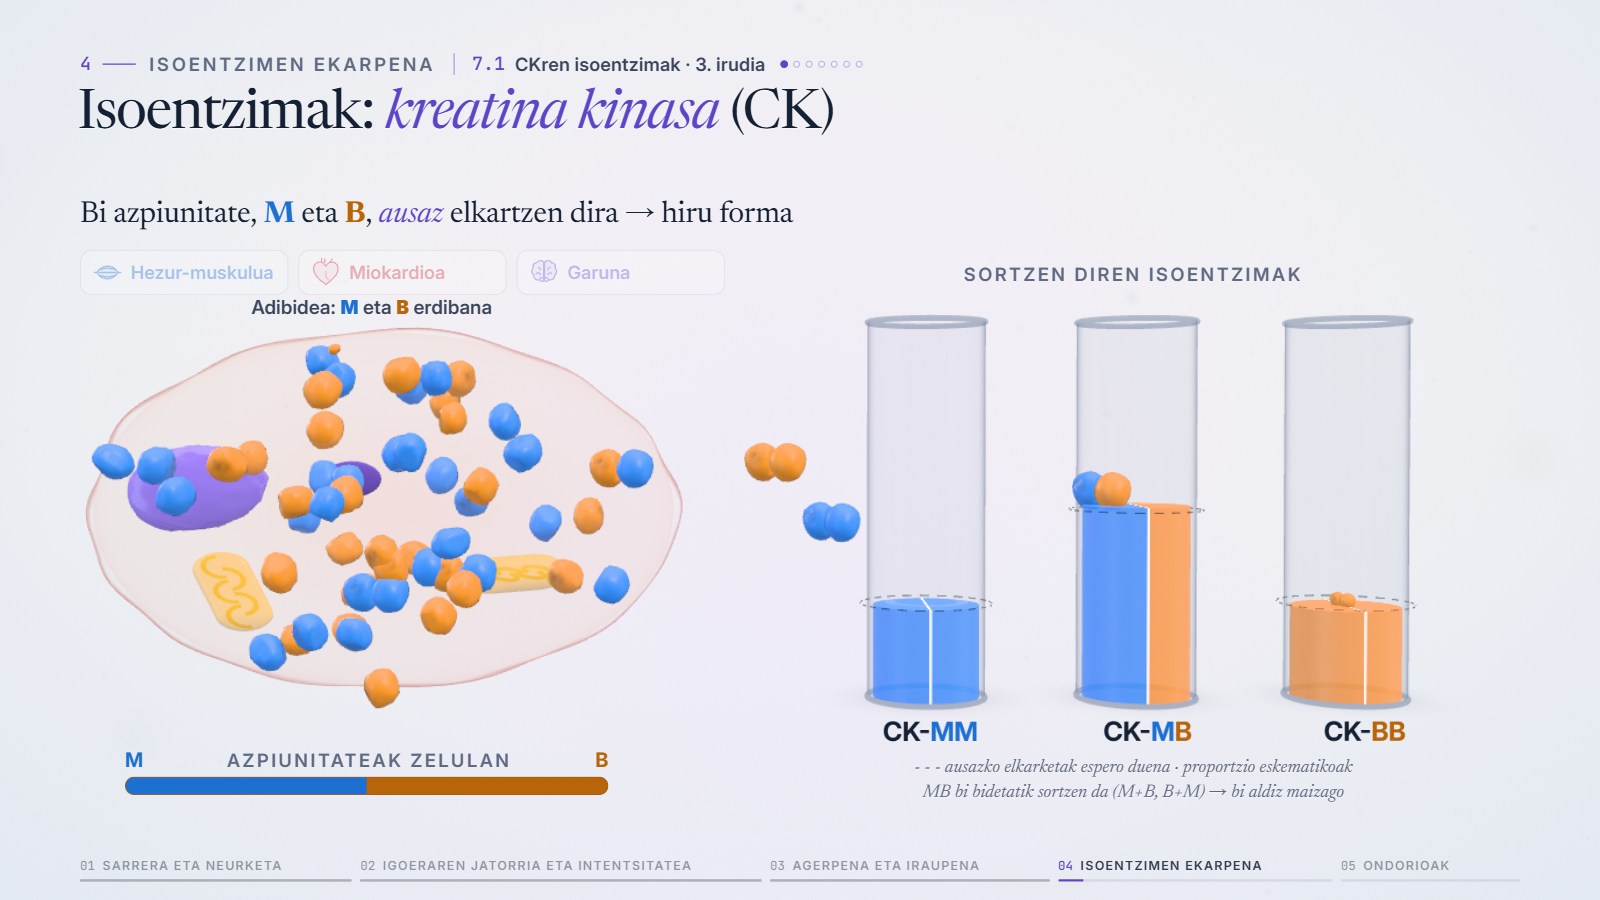 4 ISOENTZIMEN EKARPENA 7.1 CKren isoentzimak · 3. irudia
Isoentzimak: kreatina kinasa (CK)
Bi azpiunitate, M eta B, ausaz elkartzen dira → hiru forma
Hezur-muskulua Miokardioa Garuna
Adibidea: M eta B erdibana
M AZPIUNITATEAK ZELULAN B
SORTZEN DIREN ISOENTZIMAK
CK-MM CK-MB CK-BB
- - - ausazko elkarketak espero duena · proportzio eskematikoak
MB bi bidetatik sortzen da (M+B, B+M) → bi aldiz maizago
01 SARRERA ETA NEURKETA 02 IGOERAREN JATORRIA ETA INTENTSITATEA 03 AGERPENA ETA IRAUPENA 04 ISOENTZIMEN EKARPENA 05 ONDORIOAK